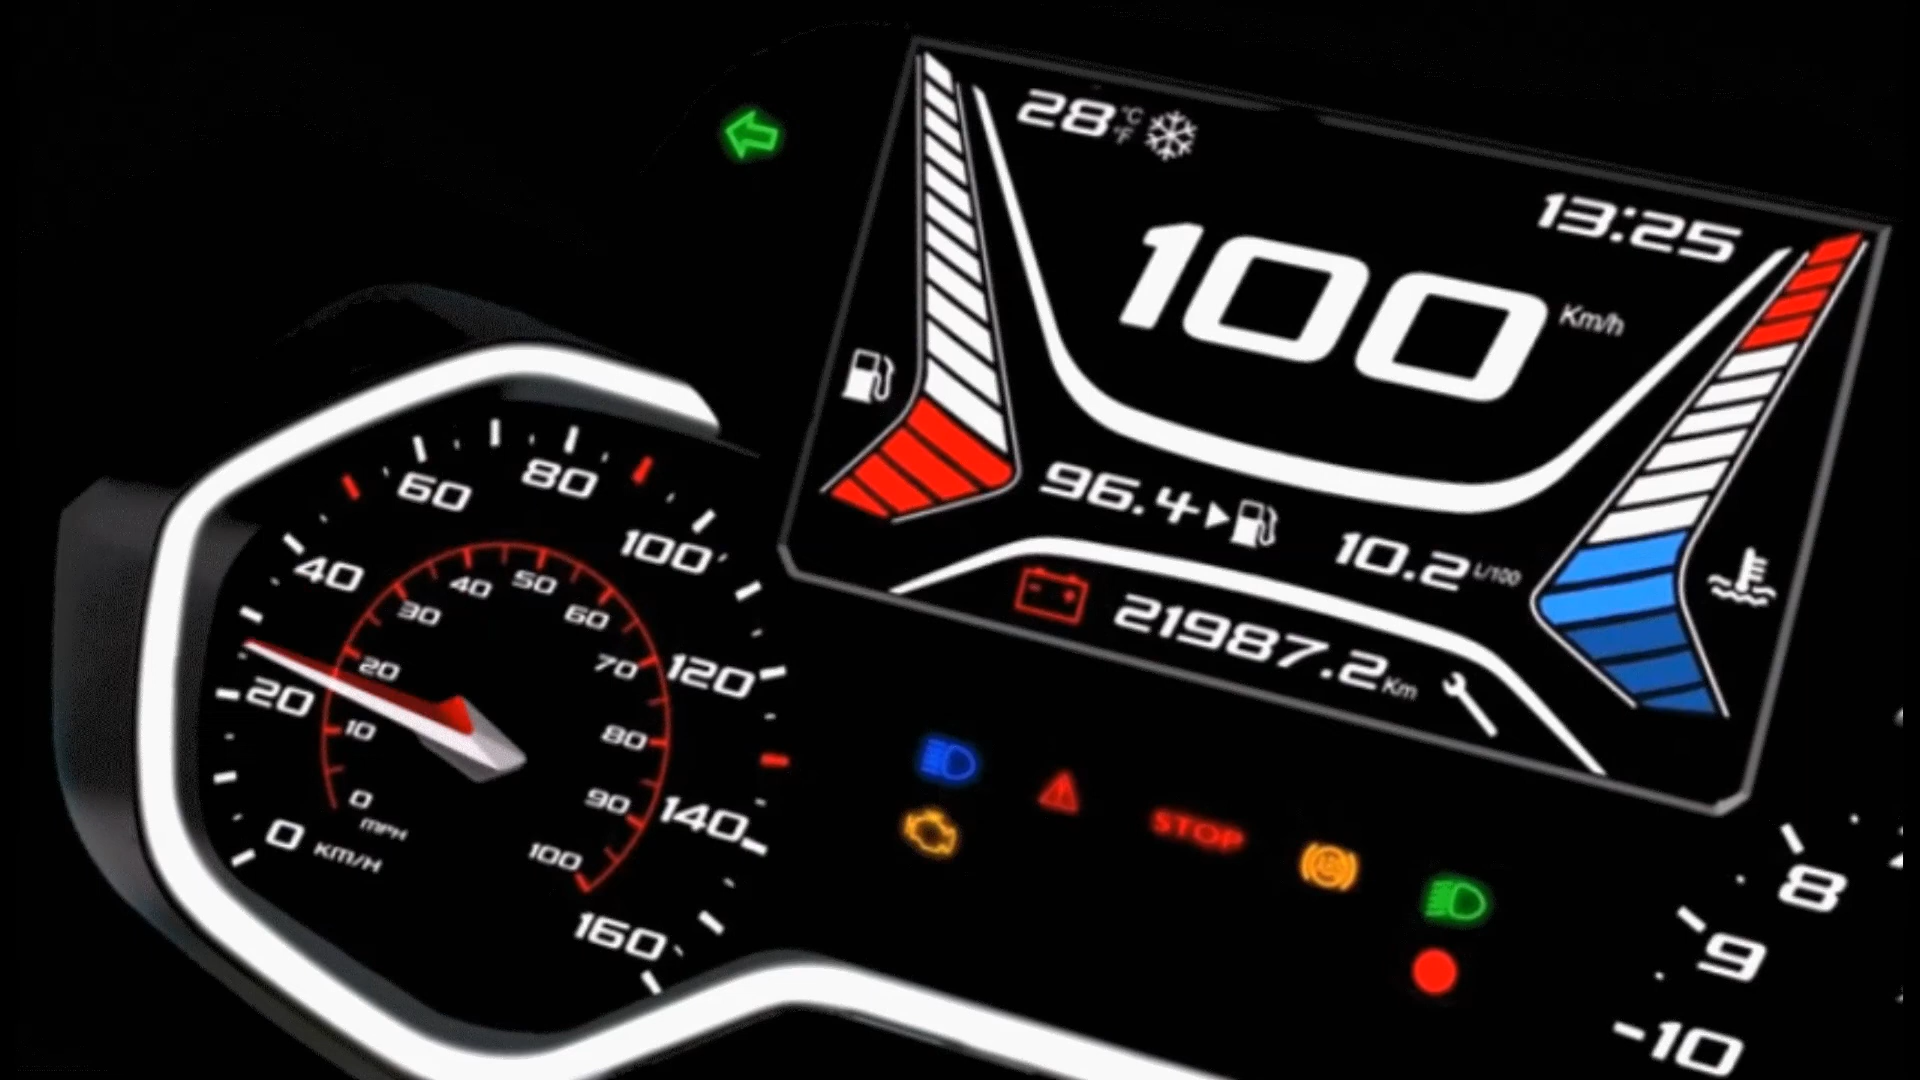 28 °C
°F
13:25
100 Km/h
96.4
10.2 L/100
21987.2 Km
0 20 40 60 80 100 120 140 160
KM/H
0 10 20 30 40 50 60 70 80 90 100
MPH
STOP
8
9
-10